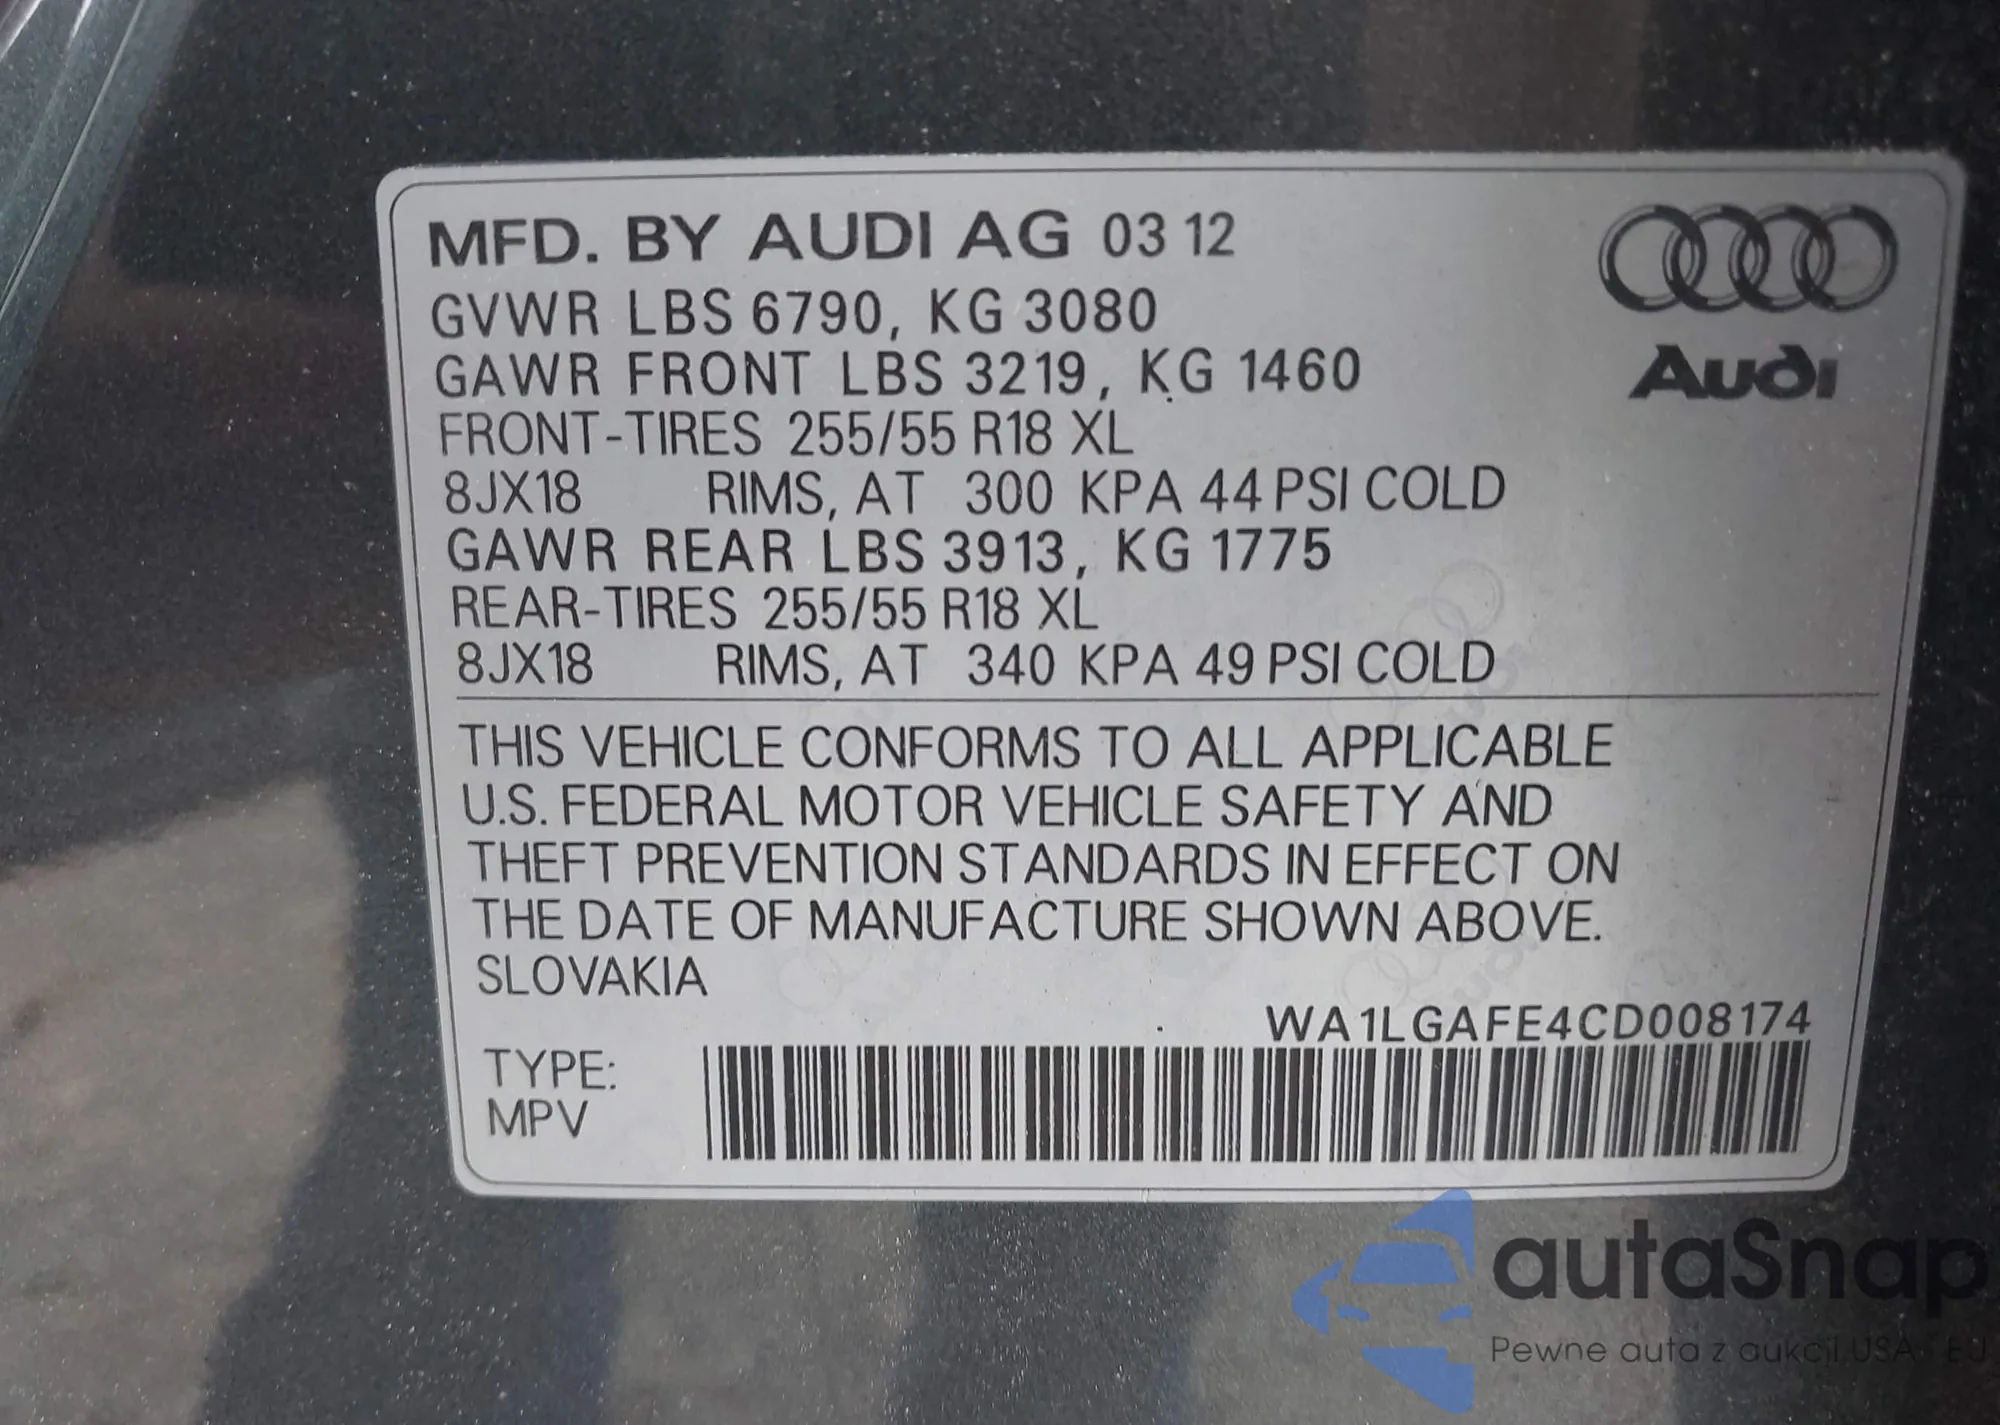 MFD. BY AUDI AG 03 12
GVWR LBS 6790, KG 3080
GAWR FRONT LBS 3219, KG 1460
FRONT-TIRES 255/55 R18 XL
8JX18 RIMS, AT 300 KPA 44 PSI COLD
GAWR REAR LBS 3913, KG 1775
REAR-TIRES 255/55 R18 XL
8JX18 RIMS, AT 340 KPA 49 PSI COLD
Audi
THIS VEHICLE CONFORMS TO ALL APPLICABLE
U.S. FEDERAL MOTOR VEHICLE SAFETY AND
THEFT PREVENTION STANDARDS IN EFFECT ON
THE DATE OF MANUFACTURE SHOWN ABOVE.
SLOVAKIA
WA1LGAFE4CD008174
TYPE:
MPV
autaSnap
Pewne auta z aukcji USA - EU